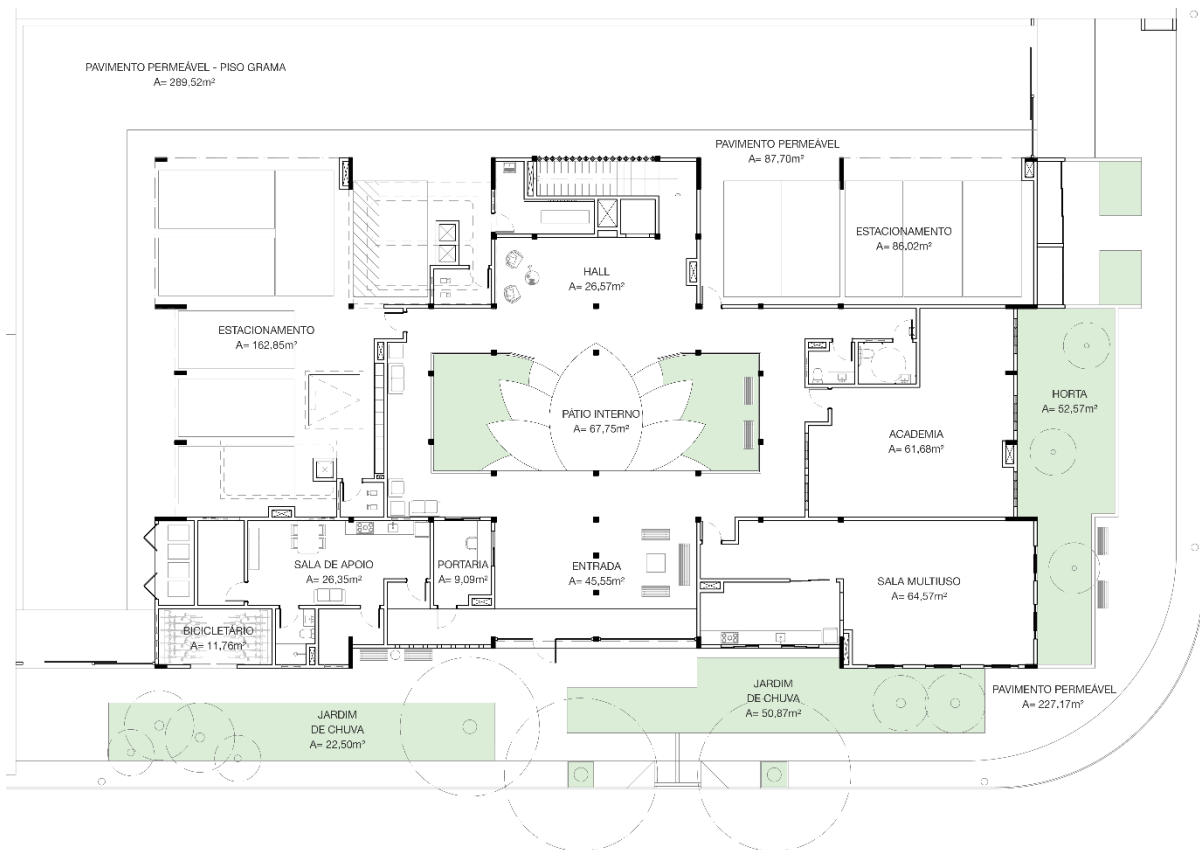 PAVIMENTO PERMEÁVEL - PISO GRAMA
A= 289,52m²
PAVIMENTO PERMEÁVEL
A= 87,70m²
ESTACIONAMENTO
A= 86,02m²
HALL
A= 26,57m²
ESTACIONAMENTO
A= 162,85m²
HORTA
A= 52,57m²
PÁTIO INTERNO
A= 67,75m²
ACADEMIA
A= 61,68m²
SALA DE APOIO
A= 26,35m²
PORTARIA
A= 9,09m²
ENTRADA
A= 45,55m²
SALA MULTIUSO
A= 64,57m²
BICICLETÁRIO
A= 11,76m²
JARDIM
DE CHUVA
A= 50,87m²
PAVIMENTO PERMEÁVEL
A= 227,17m²
JARDIM
DE CHUVA
A= 22,50m²